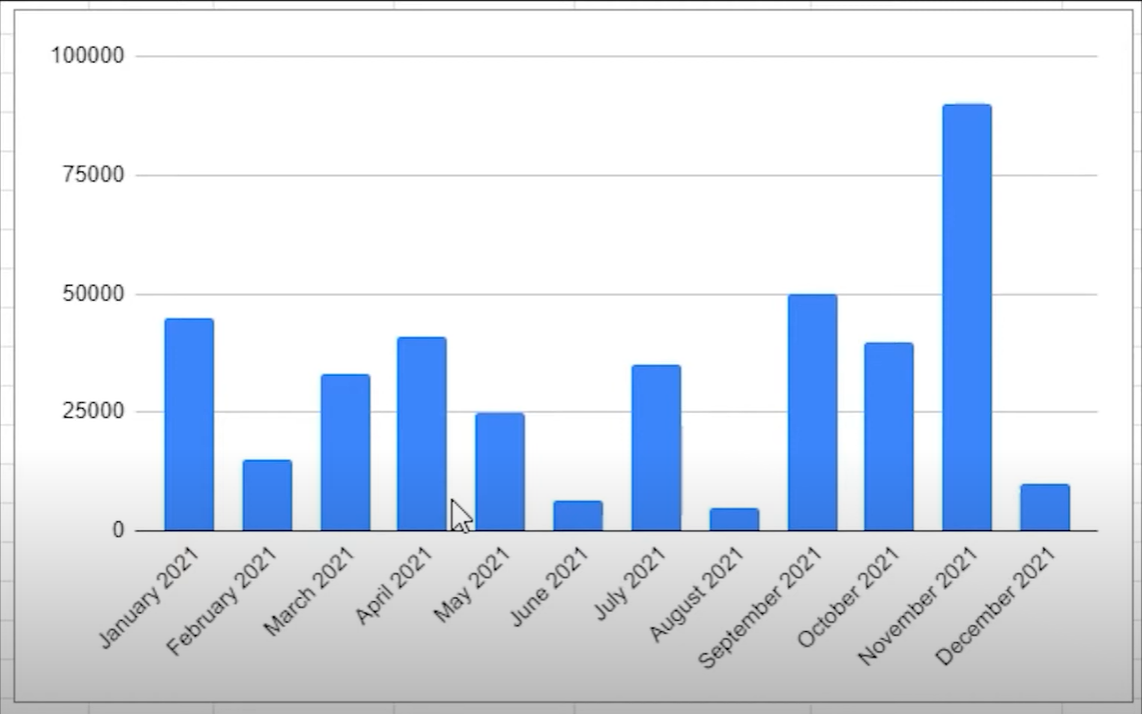 100000
75000
50000
25000
0
January 2021
February 2021
March 2021
April 2021
May 2021
June 2021
July 2021
August 2021
September 2021
October 2021
November 2021
December 2021